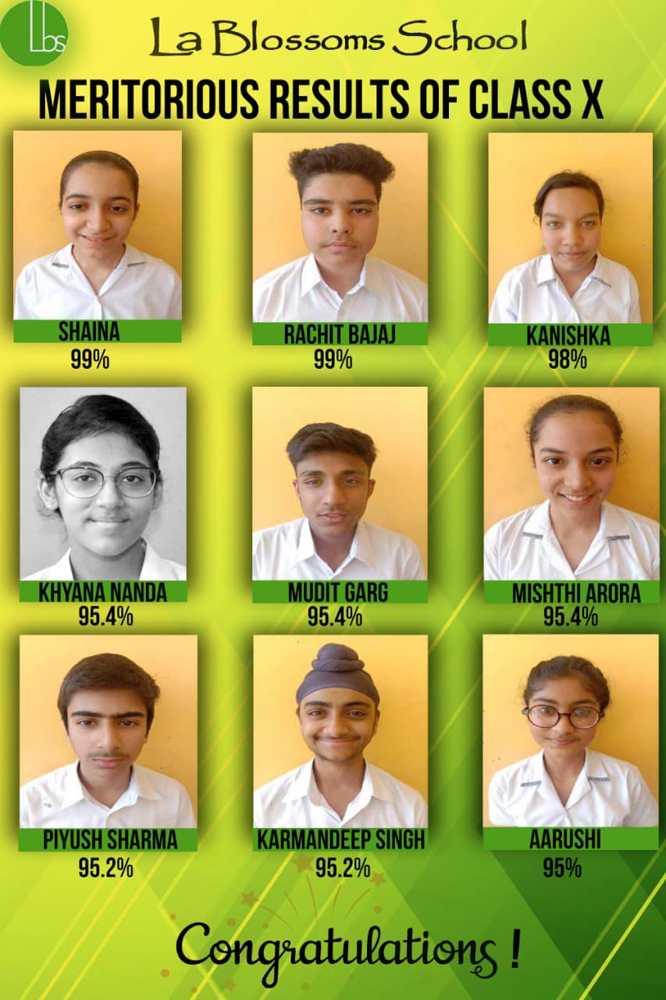 Lbs
La Blossoms School
MERITORIOUS RESULTS OF CLASS X
SHAINA
99%
RACHIT BAJAJ
99%
KANISHKA
98%
KHYANA NANDA
95.4%
MUDIT GARG
95.4%
MISHTHI ARORA
95.4%
PIYUSH SHARMA
95.2%
KARMANDEEP SINGH
95.2%
AARUSHI
95%
Congratulations !